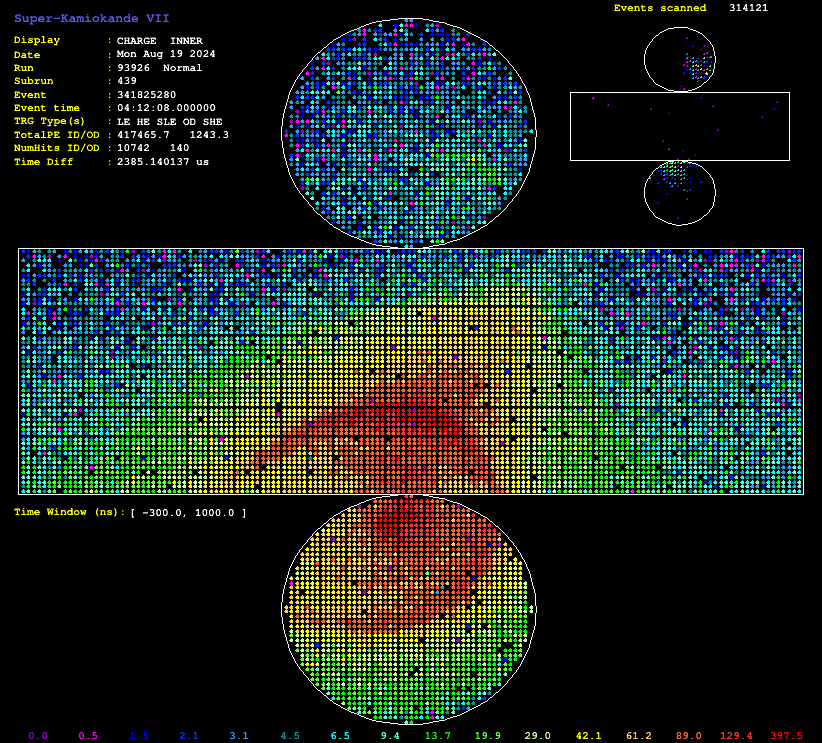 Events scanned 314121
Super-Kamiokande VII
Display : CHARGE INNER
Date : Mon Aug 19 2024
Run : 93926 Normal
Subrun : 439
Event : 341825280
Event time : 04:12:08.000000
TRG Type(s) : LE HE SLE OD SHE
TotalPE ID/OD : 417465.7 1243.3
NumHits ID/OD : 10742 140
Time Diff : 2385.140137 us
Time Window (ns): [ -300.0, 1000.0 ]
0.0 0.5 1.5 2.1 3.1 4.5 6.5 9.4 13.7 19.9 29.0 42.1 61.2 89.0 129.4 397.5